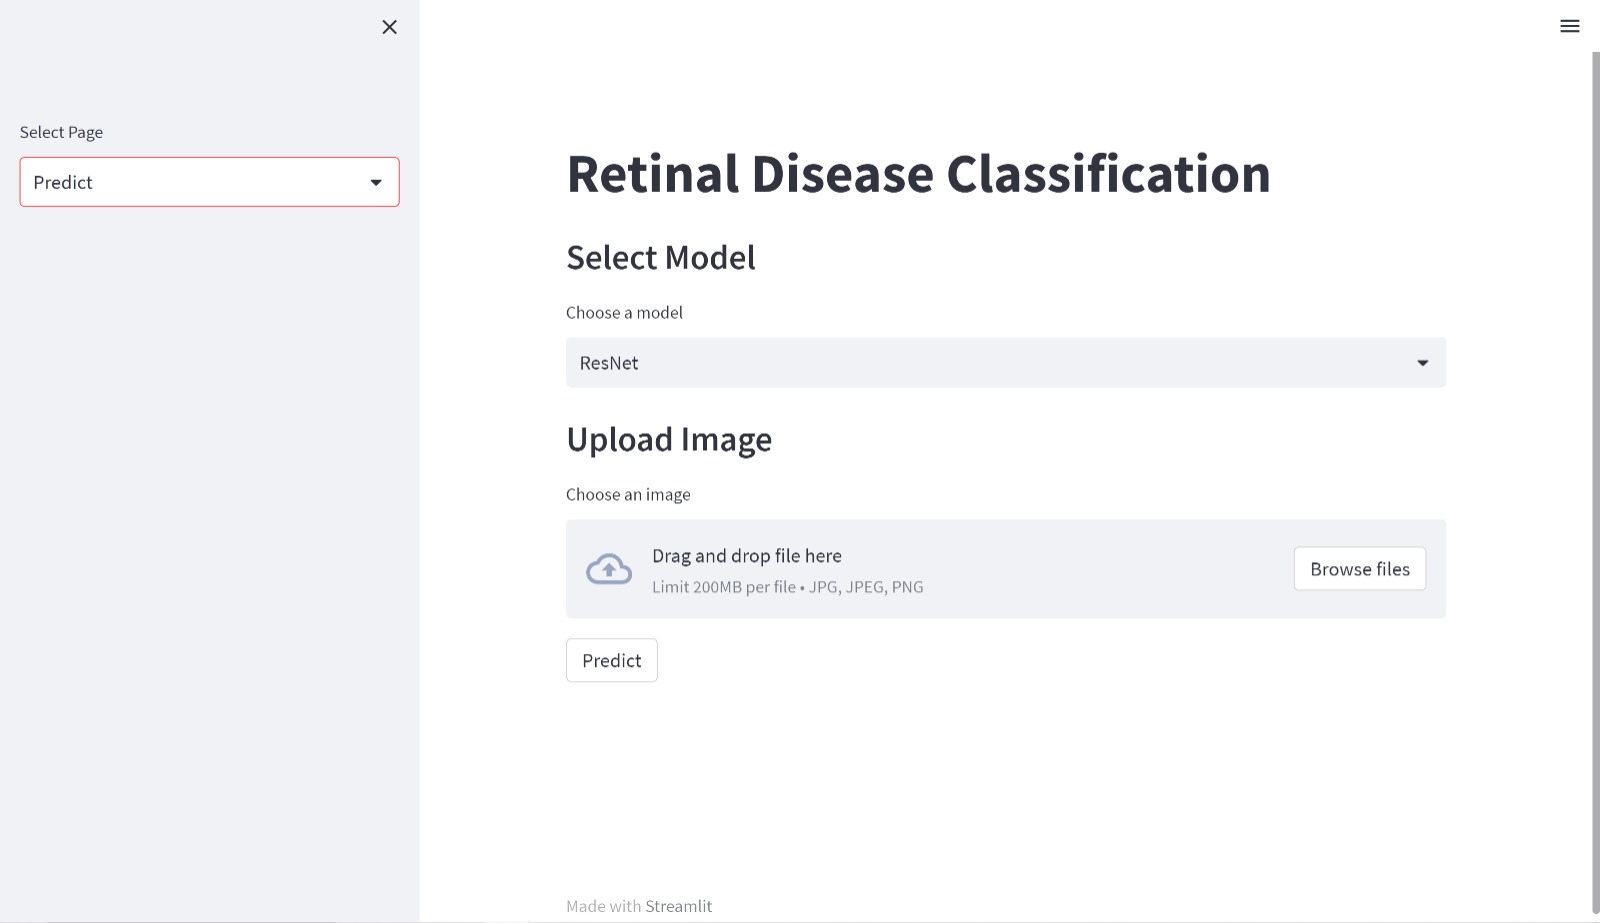 Select Page
Predict
Retinal Disease Classification
Select Model
Choose a model
ResNet
Upload Image
Choose an image
Drag and drop file here
Limit 200MB per file • JPG, JPEG, PNG
Browse files
Predict
Made with Streamlit